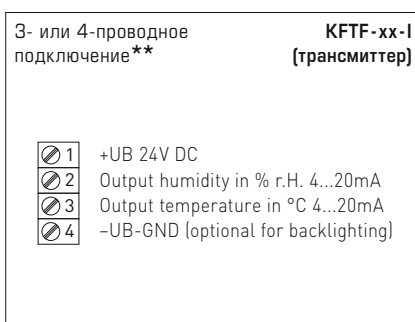 3- или 4-проводное KFTF-xx-I
подключение** (трансмиттер)
1 +UB 24V DC
2 Output humidity in % r.H. 4...20mA
3 Output temperature in °C 4...20mA
4 –UB-GND (optional for backlighting)